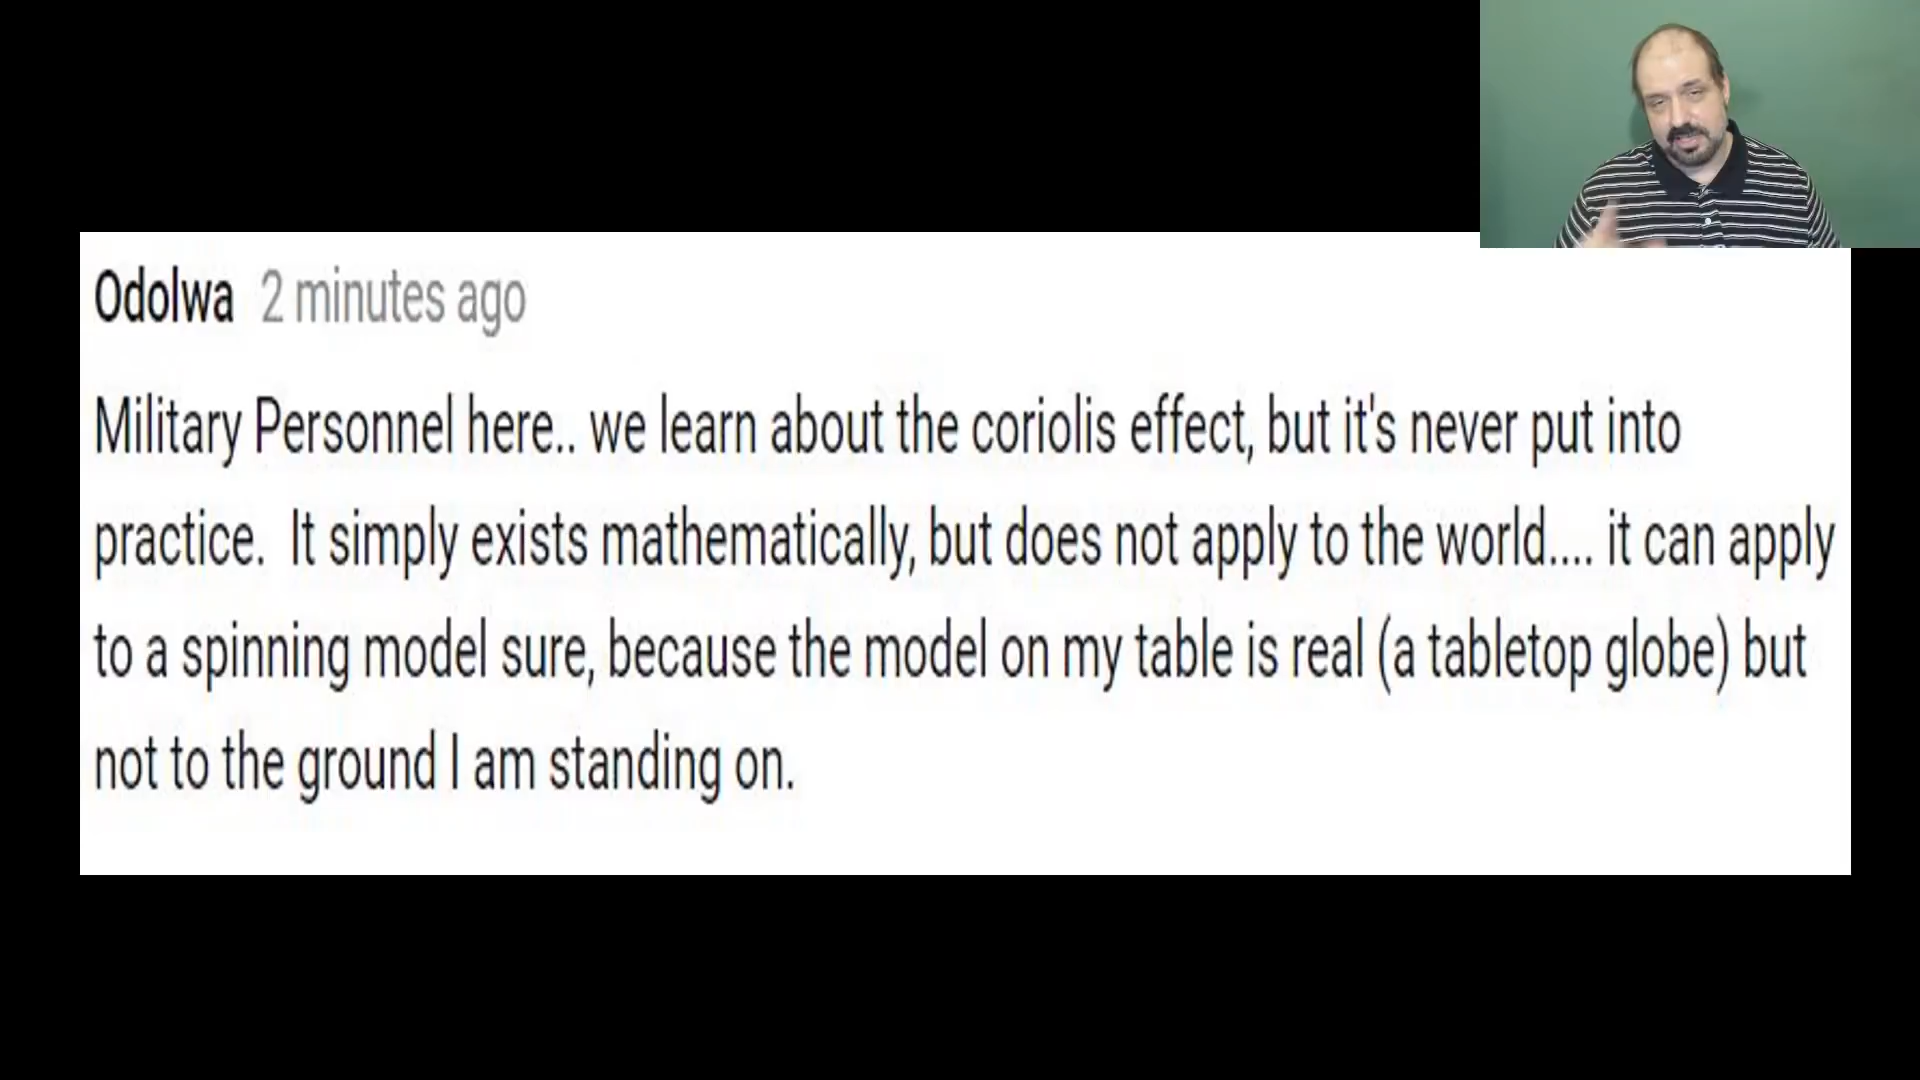 Odolwa 2 minutes ago
Military Personnel here.. we learn about the coriolis effect, but it's never put into
practice. It simply exists mathematically, but does not apply to the world.... it can apply
to a spinning model sure, because the model on my table is real (a tabletop globe) but
not to the ground I am standing on.